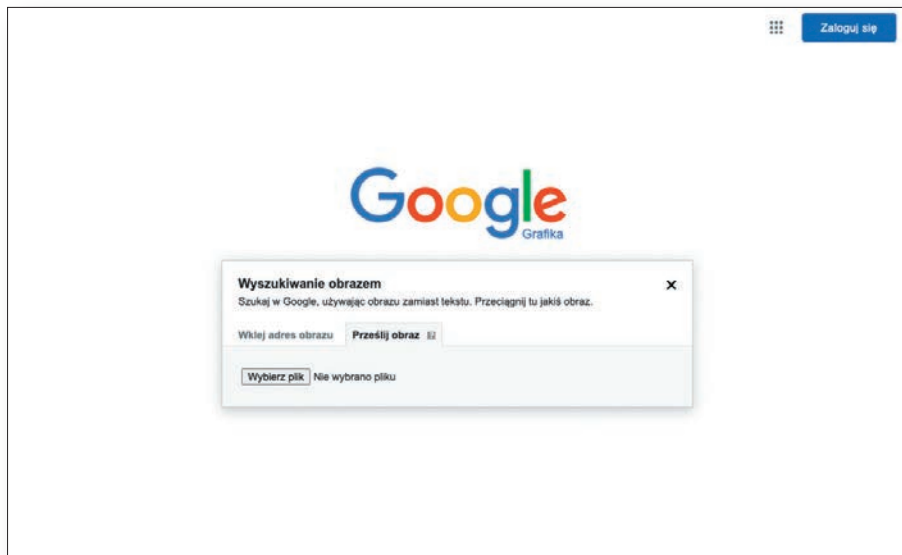 Zaloguj się
Google
Grafika
Wyszukiwanie obrazem
Szukaj w Google, używając obrazu zamiast tekstu. Przeciągnij tu jakiś obraz.
Wklej adres obrazu Prześlij obraz
Wybierz plik Nie wybrano pliku